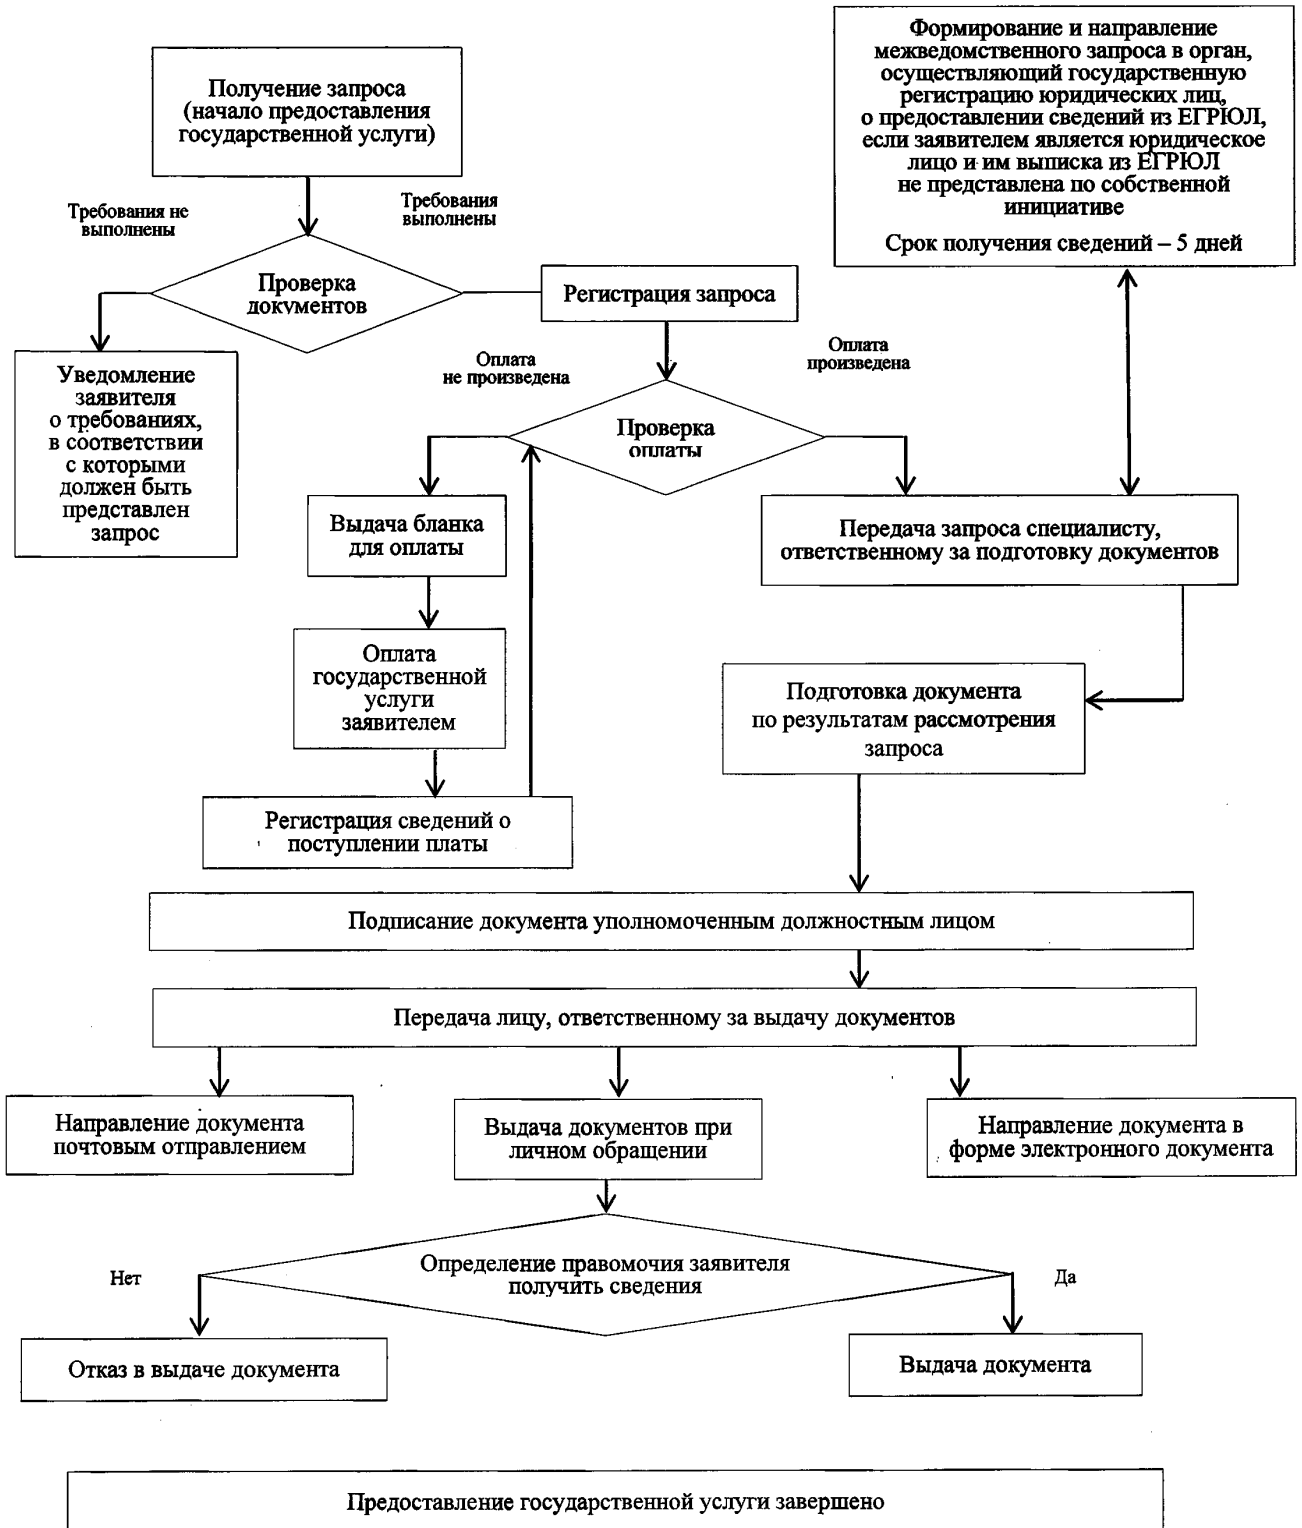 Получение запроса
(начало предоставления
государственной услуги)
Формирование и направление
межведомственного запроса в орган,
осуществляющий государственную
регистрацию юридических лиц,
о предоставлении сведений из ЕГРЮЛ,
если заявителем является юридическое
лицо и им выписка из ЕГРЮЛ
не представлена по собственной
инициативе
Срок получения сведений – 5 дней
Требования не
выполнены
Требования
выполнены
Проверка
документов
Регистрация запроса
Уведомление
заявителя
о требованиях,
в соответствии
с которыми
должен быть
представлен
запрос
Оплата
не произведена
Оплата
произведена
Проверка
оплаты
Выдача бланка
для оплаты
Передача запроса специалисту,
ответственному за подготовку документов
Оплата
государственной
услуги
заявителем
Подготовка документа
по результатам рассмотрения
запроса
Регистрация сведений о
поступлении платы
Подписание документа уполномоченным должностным лицом
Передача лицу, ответственному за выдачу документов
Направление документа
почтовым отправлением
Выдача документов при
личном обращении
Направление документа в
форме электронного документа
Определение правомочия заявителя
получить сведения
Нет
Да
Отказ в выдаче документа
Выдача документа
Предоставление государственной услуги завершено